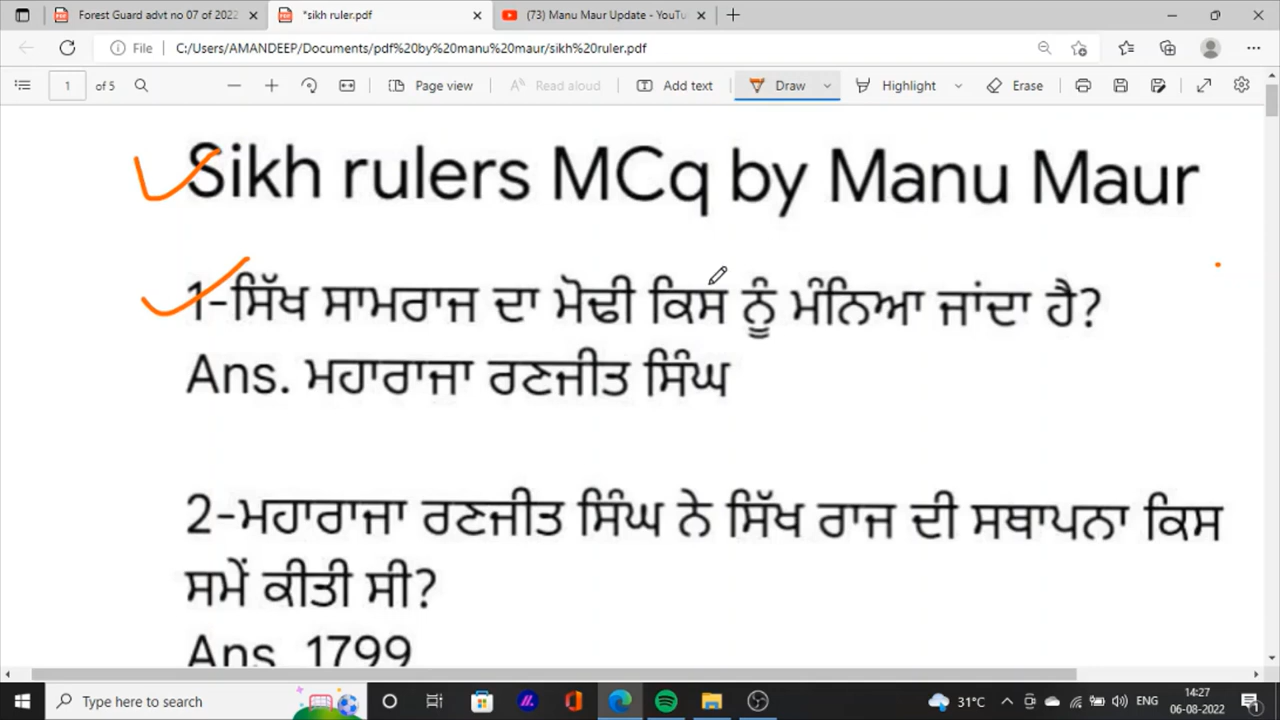 Forest Guard advt no 07 of 2022
*sikh ruler.pdf
(73) Manu Maur Update - YouTu
File
C:/Users/AMANDEEP/Documents/pdf%20by%20manu%20maur/sikh%20ruler.pdf
1 of 5
Page view
Read aloud
Add text
Draw
Highlight
Erase
Sikh rulers MCq by Manu Maur
1-ਸਿੱਖ ਸਾਮਰਾਜ ਦਾ ਮੋਢੀ ਕਿਸ ਨੂੰ ਮੰਨਿਆ ਜਾਂਦਾ ਹੈ?
Ans. ਮਹਾਰਾਜਾ ਰਣਜੀਤ ਸਿੰਘ
2-ਮਹਾਰਾਜਾ ਰਣਜੀਤ ਸਿੰਘ ਨੇ ਸਿੱਖ ਰਾਜ ਦੀ ਸਥਾਪਨਾ ਕਿਸ
ਸਮੇਂ ਕੀਤੀ ਸੀ?
Ans. 1799
Type here to search
31°C
ENG
14:27
06-08-2022